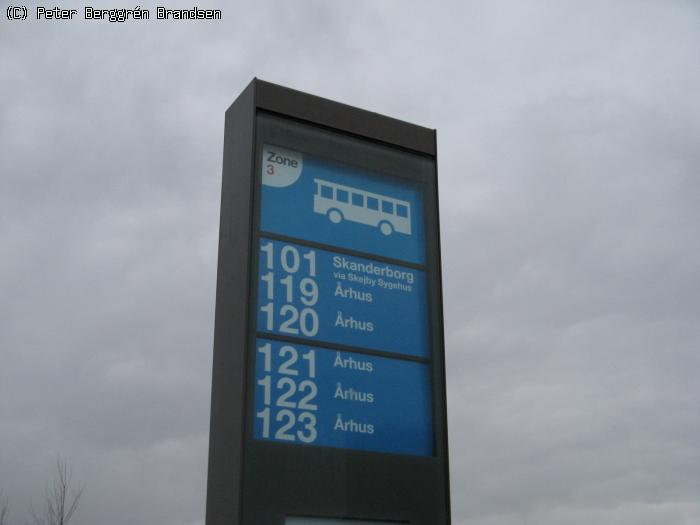 (C) Peter Berggrén Brandsen
Zone
3
101 Skanderborg
via Skejby Sygehus
119 Århus
120 Århus
121 Århus
122 Århus
123 Århus